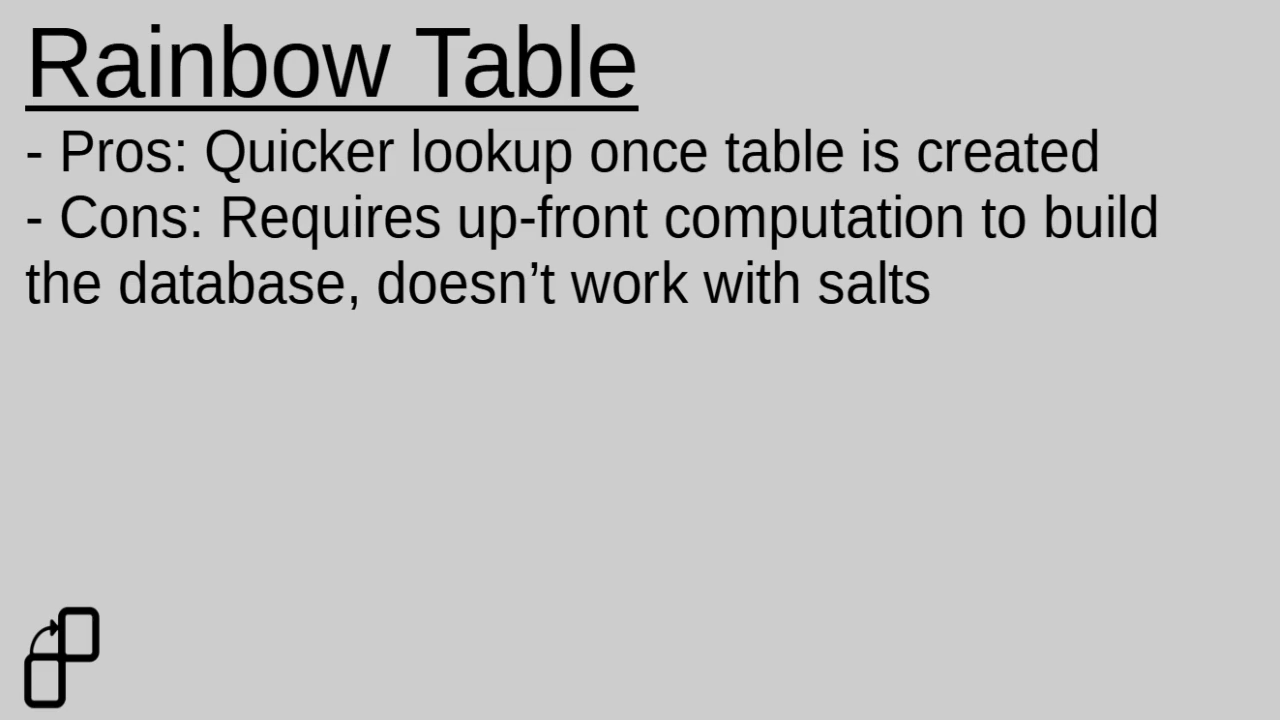 Rainbow Table
- Pros: Quicker lookup once table is created
- Cons: Requires up-front computation to build
the database, doesn’t work with salts